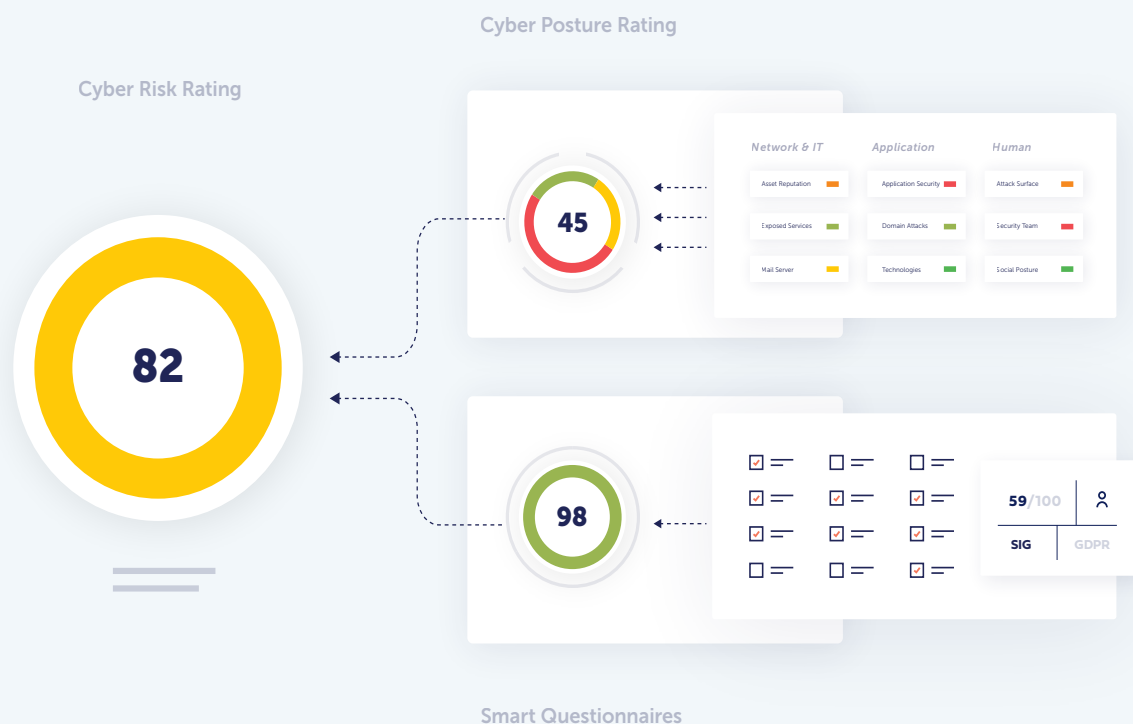 Cyber Posture Rating
Cyber Risk Rating
82
45
Network & IT
Application
Human
Asset Reputation
Application Security
Attack Surface
Exposed Services
Domain Attacks
Security Team
Mail Server
Technologies
Social Posture
98
59/100
SIG
GDPR
Smart Questionnaires